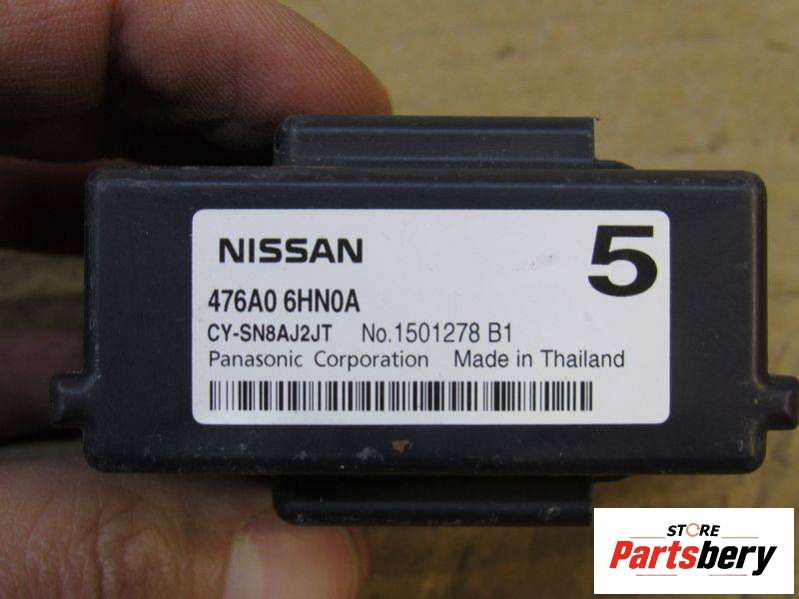 NISSAN 5
476A0 6HN0A
CY-SN8AJ2JT No.1501278 B1
Panasonic Corporation Made in Thailand
STORE
Partsbery